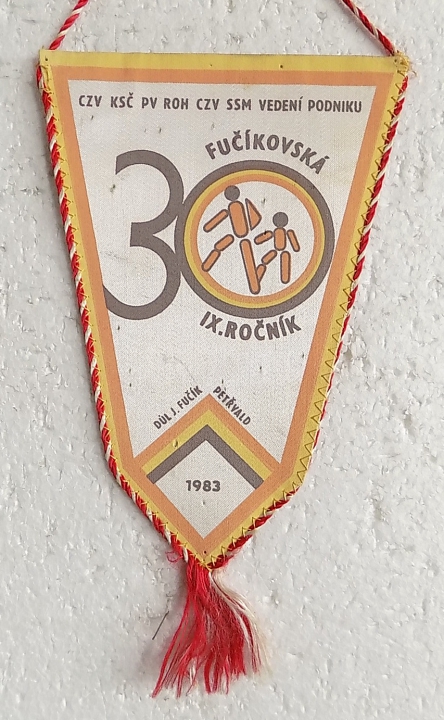 CZV KSČ PV ROH CZV SSM VEDENÍ PODNIKU
FUČÍKOVSKÁ
30
IX.ROČNÍK
DŮL J. FUČÍK PETŘVALD
1983